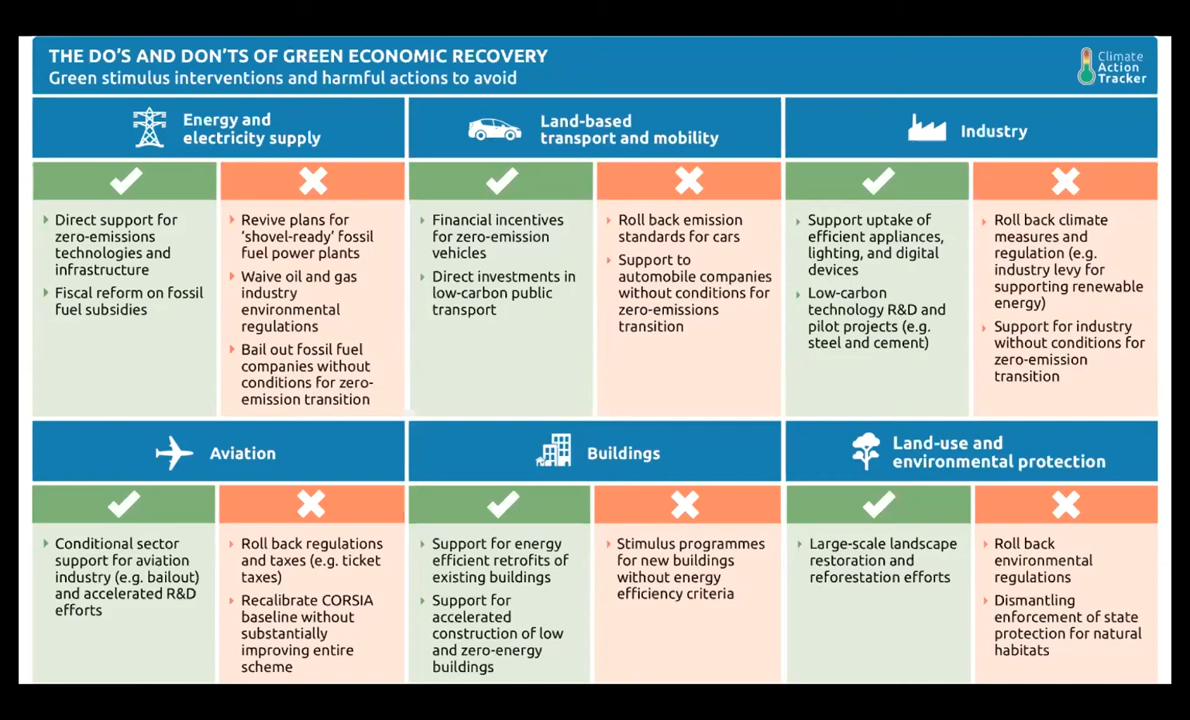 THE DO'S AND DON'TS OF GREEN ECONOMIC RECOVERY
Green stimulus interventions and harmful actions to avoid
Climate
Action
Tracker
Energy and
electricity supply
Direct support for
zero-emissions
technologies and
infrastructure
Fiscal reform on fossil
fuel subsidies
Revive plans for
'shovel-ready' fossil
fuel power plants
Waive oil and gas
industry
environmental
regulations
Bail out fossil fuel
companies without
conditions for zero-
emission transition
Land-based
transport and mobility
Financial incentives
for zero-emission
vehicles
Direct investments in
low-carbon public
transport
Roll back emission
standards for cars
Support to
automobile companies
without conditions for
zero-emissions
transition
Industry
Support uptake of
efficient appliances,
lighting, and digital
devices
Low-carbon
technology R&D and
pilot projects (e.g.
steel and cement)
Roll back climate
measures and
regulation (e.g.
industry levy for
supporting renewable
energy)
Support for industry
without conditions for
zero-emission
transition
Aviation
Conditional sector
support for aviation
industry (e.g. bailout)
and accelerated R&D
efforts
Roll back regulations
and taxes (e.g. ticket
taxes)
Recalibrate CORSIA
baseline without
substantially
improving entire
scheme
Buildings
Support for energy
efficient retrofits of
existing buildings
Support for
accelerated
construction of low
and zero-energy
buildings
Stimulus programmes
for new buildings
without energy
efficiency criteria
Land-use and
environmental protection
Large-scale landscape
restoration and
reforestation efforts
Roll back
environmental
regulations
Dismantling
enforcement of state
protection for natural
habitats